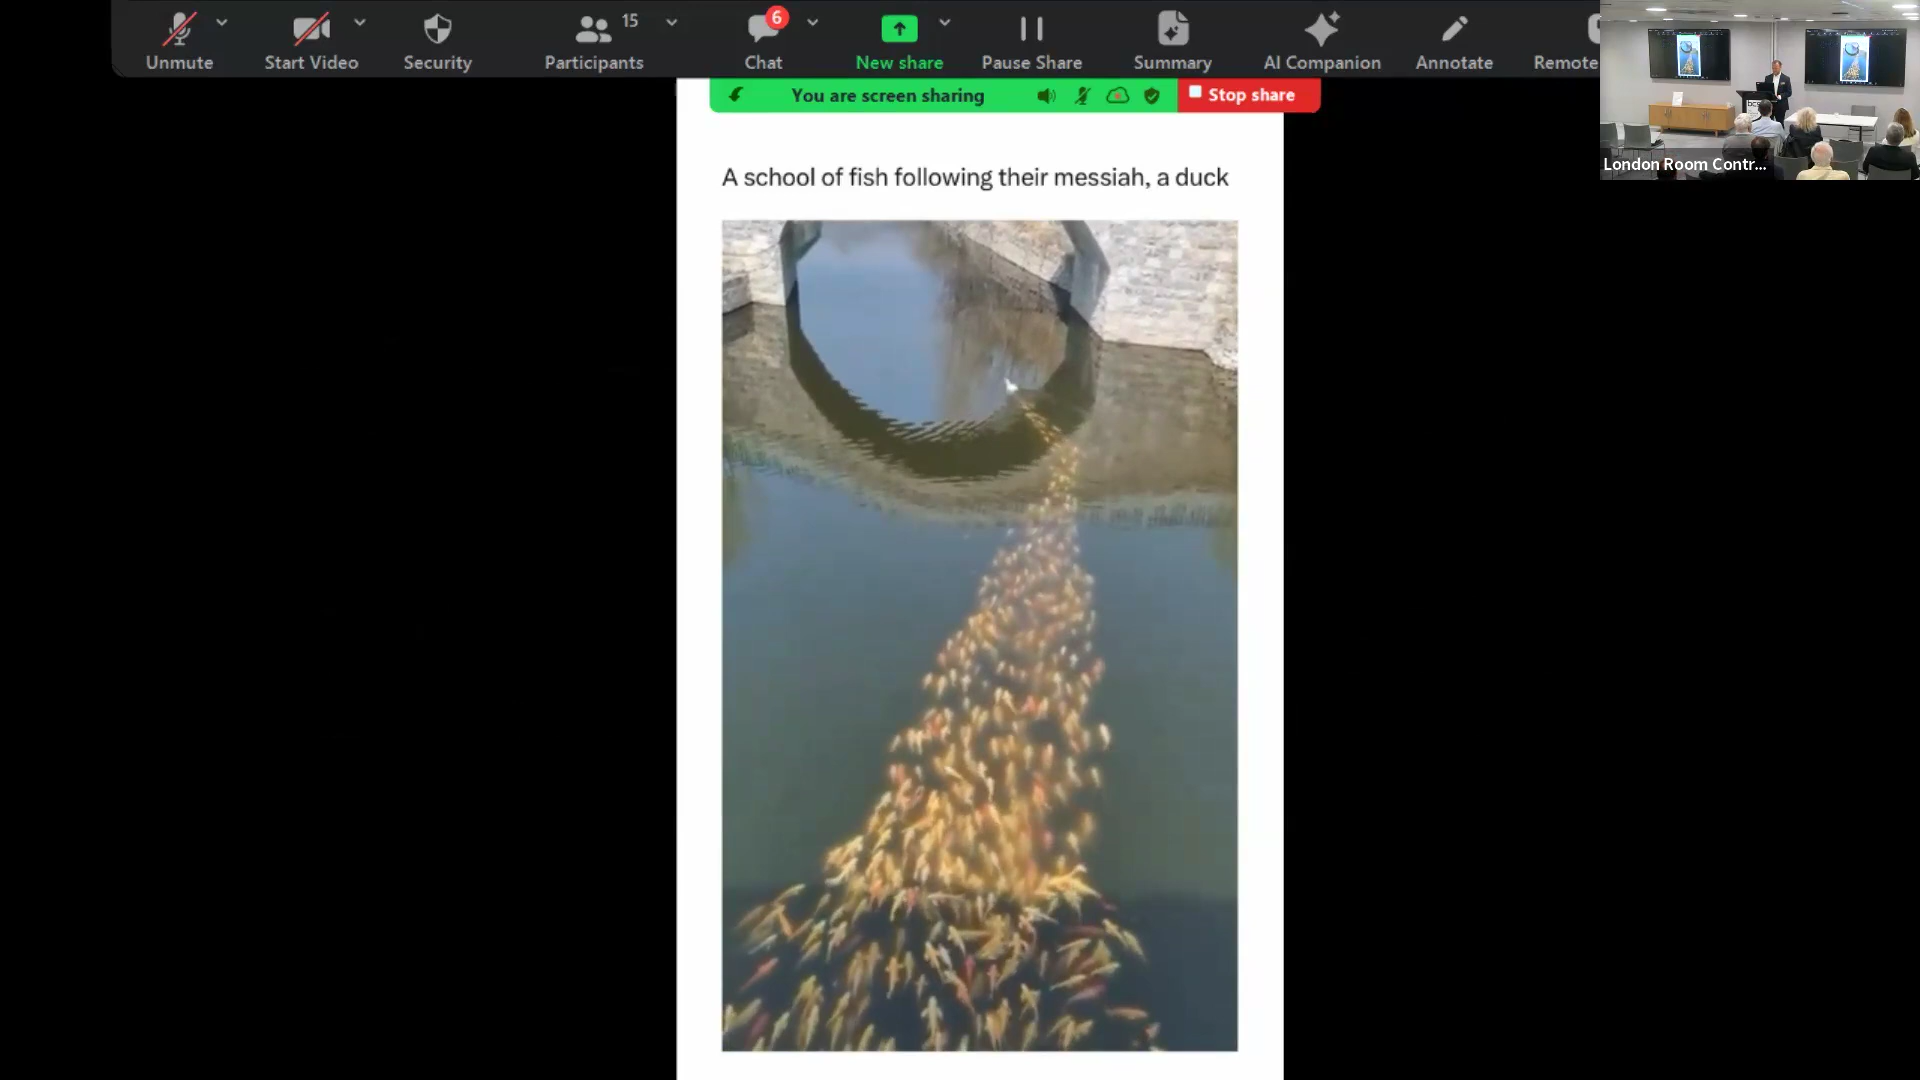 Unmute
Start Video
Security
Participants
15
Chat
6
New share
Pause Share
Summary
AI Companion
Annotate
Remote
You are screen sharing
Stop share
London Room Contr...
A school of fish following their messiah, a duck